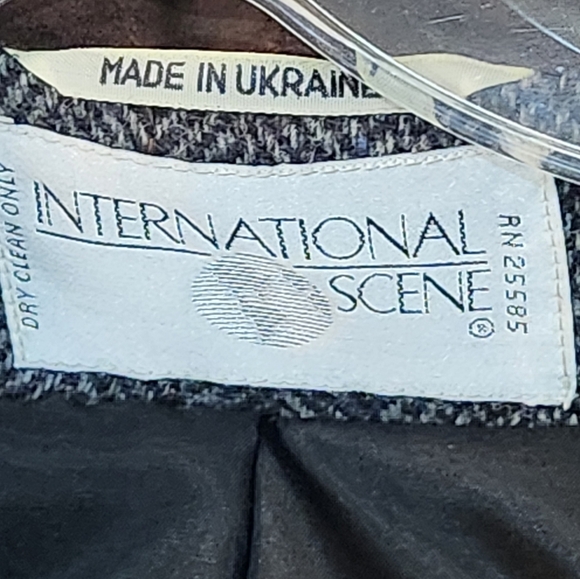 MADE IN UKRAINE
DRY CLEAN ONLY
INTERNATIONAL
SCENE®
RN 25585